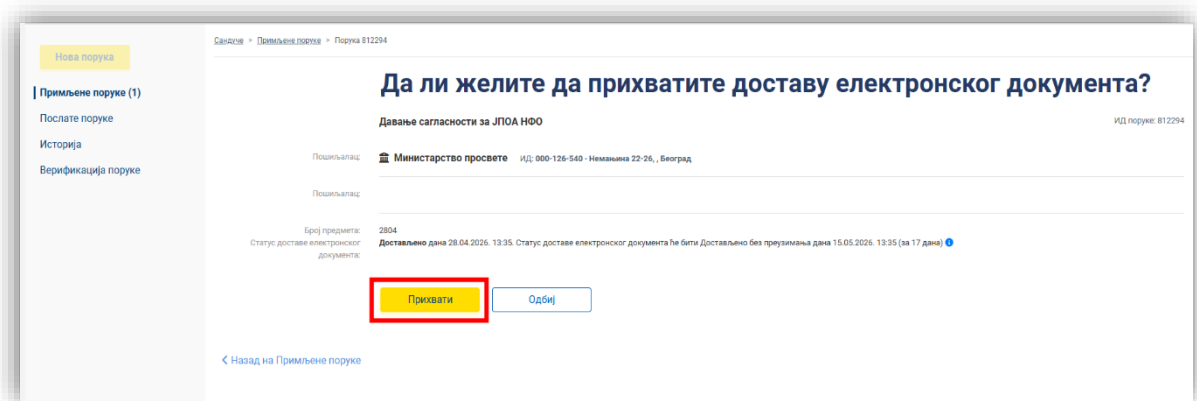 Сандуче > Примљене поруке > Порука 812294
Нова порука
Примљене поруке (1)
Послате поруке
Историја
Верификација поруке
Да ли желите да прихватите доставу електронског документа?
Давање сагласности за ЈПОА НФО
ИД поруке: 812294
Пошиљалац:
Министарство просвете ИД: 000-126-540 - Немањина 22-26, , Београд
Пошиљалац:
Број предмета:
2804
Статус доставе електронског
документа:
Достављено дана 28.04.2026. 13:35. Статус доставе електронског документа ће бити Достављено без преузимања дана 15.05.2026. 13:35 (за 17 дана)
Прихвати
Одбиј
Назад на Примљене поруке